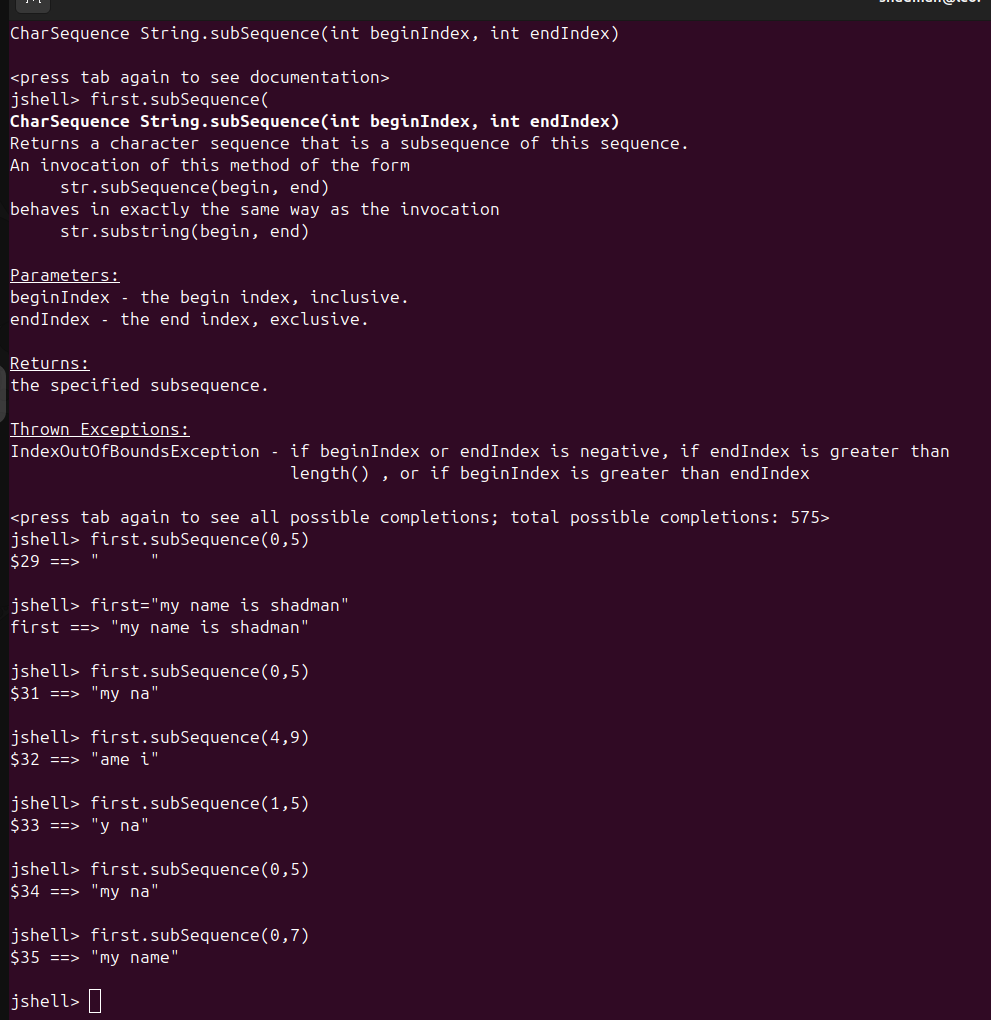 CharSequence String.subSequence(int beginIndex, int endIndex)
<press tab again to see documentation>
jshell> first.subSequence(
CharSequence String.subSequence(int beginIndex, int endIndex)
Returns a character sequence that is a subsequence of this sequence.
An invocation of this method of the form
     str.subSequence(begin, end)
behaves in exactly the same way as the invocation
     str.substring(begin, end)
Parameters:
beginIndex - the begin index, inclusive.
endIndex - the end index, exclusive.
Returns:
the specified subsequence.
Thrown Exceptions:
IndexOutOfBoundsException - if beginIndex or endIndex is negative, if endIndex is greater than
                            length() , or if beginIndex is greater than endIndex
<press tab again to see all possible completions; total possible completions: 575>
jshell> first.subSequence(0,5)
$29 ==> "     "
jshell> first="my name is shadman"
first ==> "my name is shadman"
jshell> first.subSequence(0,5)
$31 ==> "my na"
jshell> first.subSequence(4,9)
$32 ==> "ame i"
jshell> first.subSequence(1,5)
$33 ==> "y na"
jshell> first.subSequence(0,5)
$34 ==> "my na"
jshell> first.subSequence(0,7)
$35 ==> "my name"
jshell>